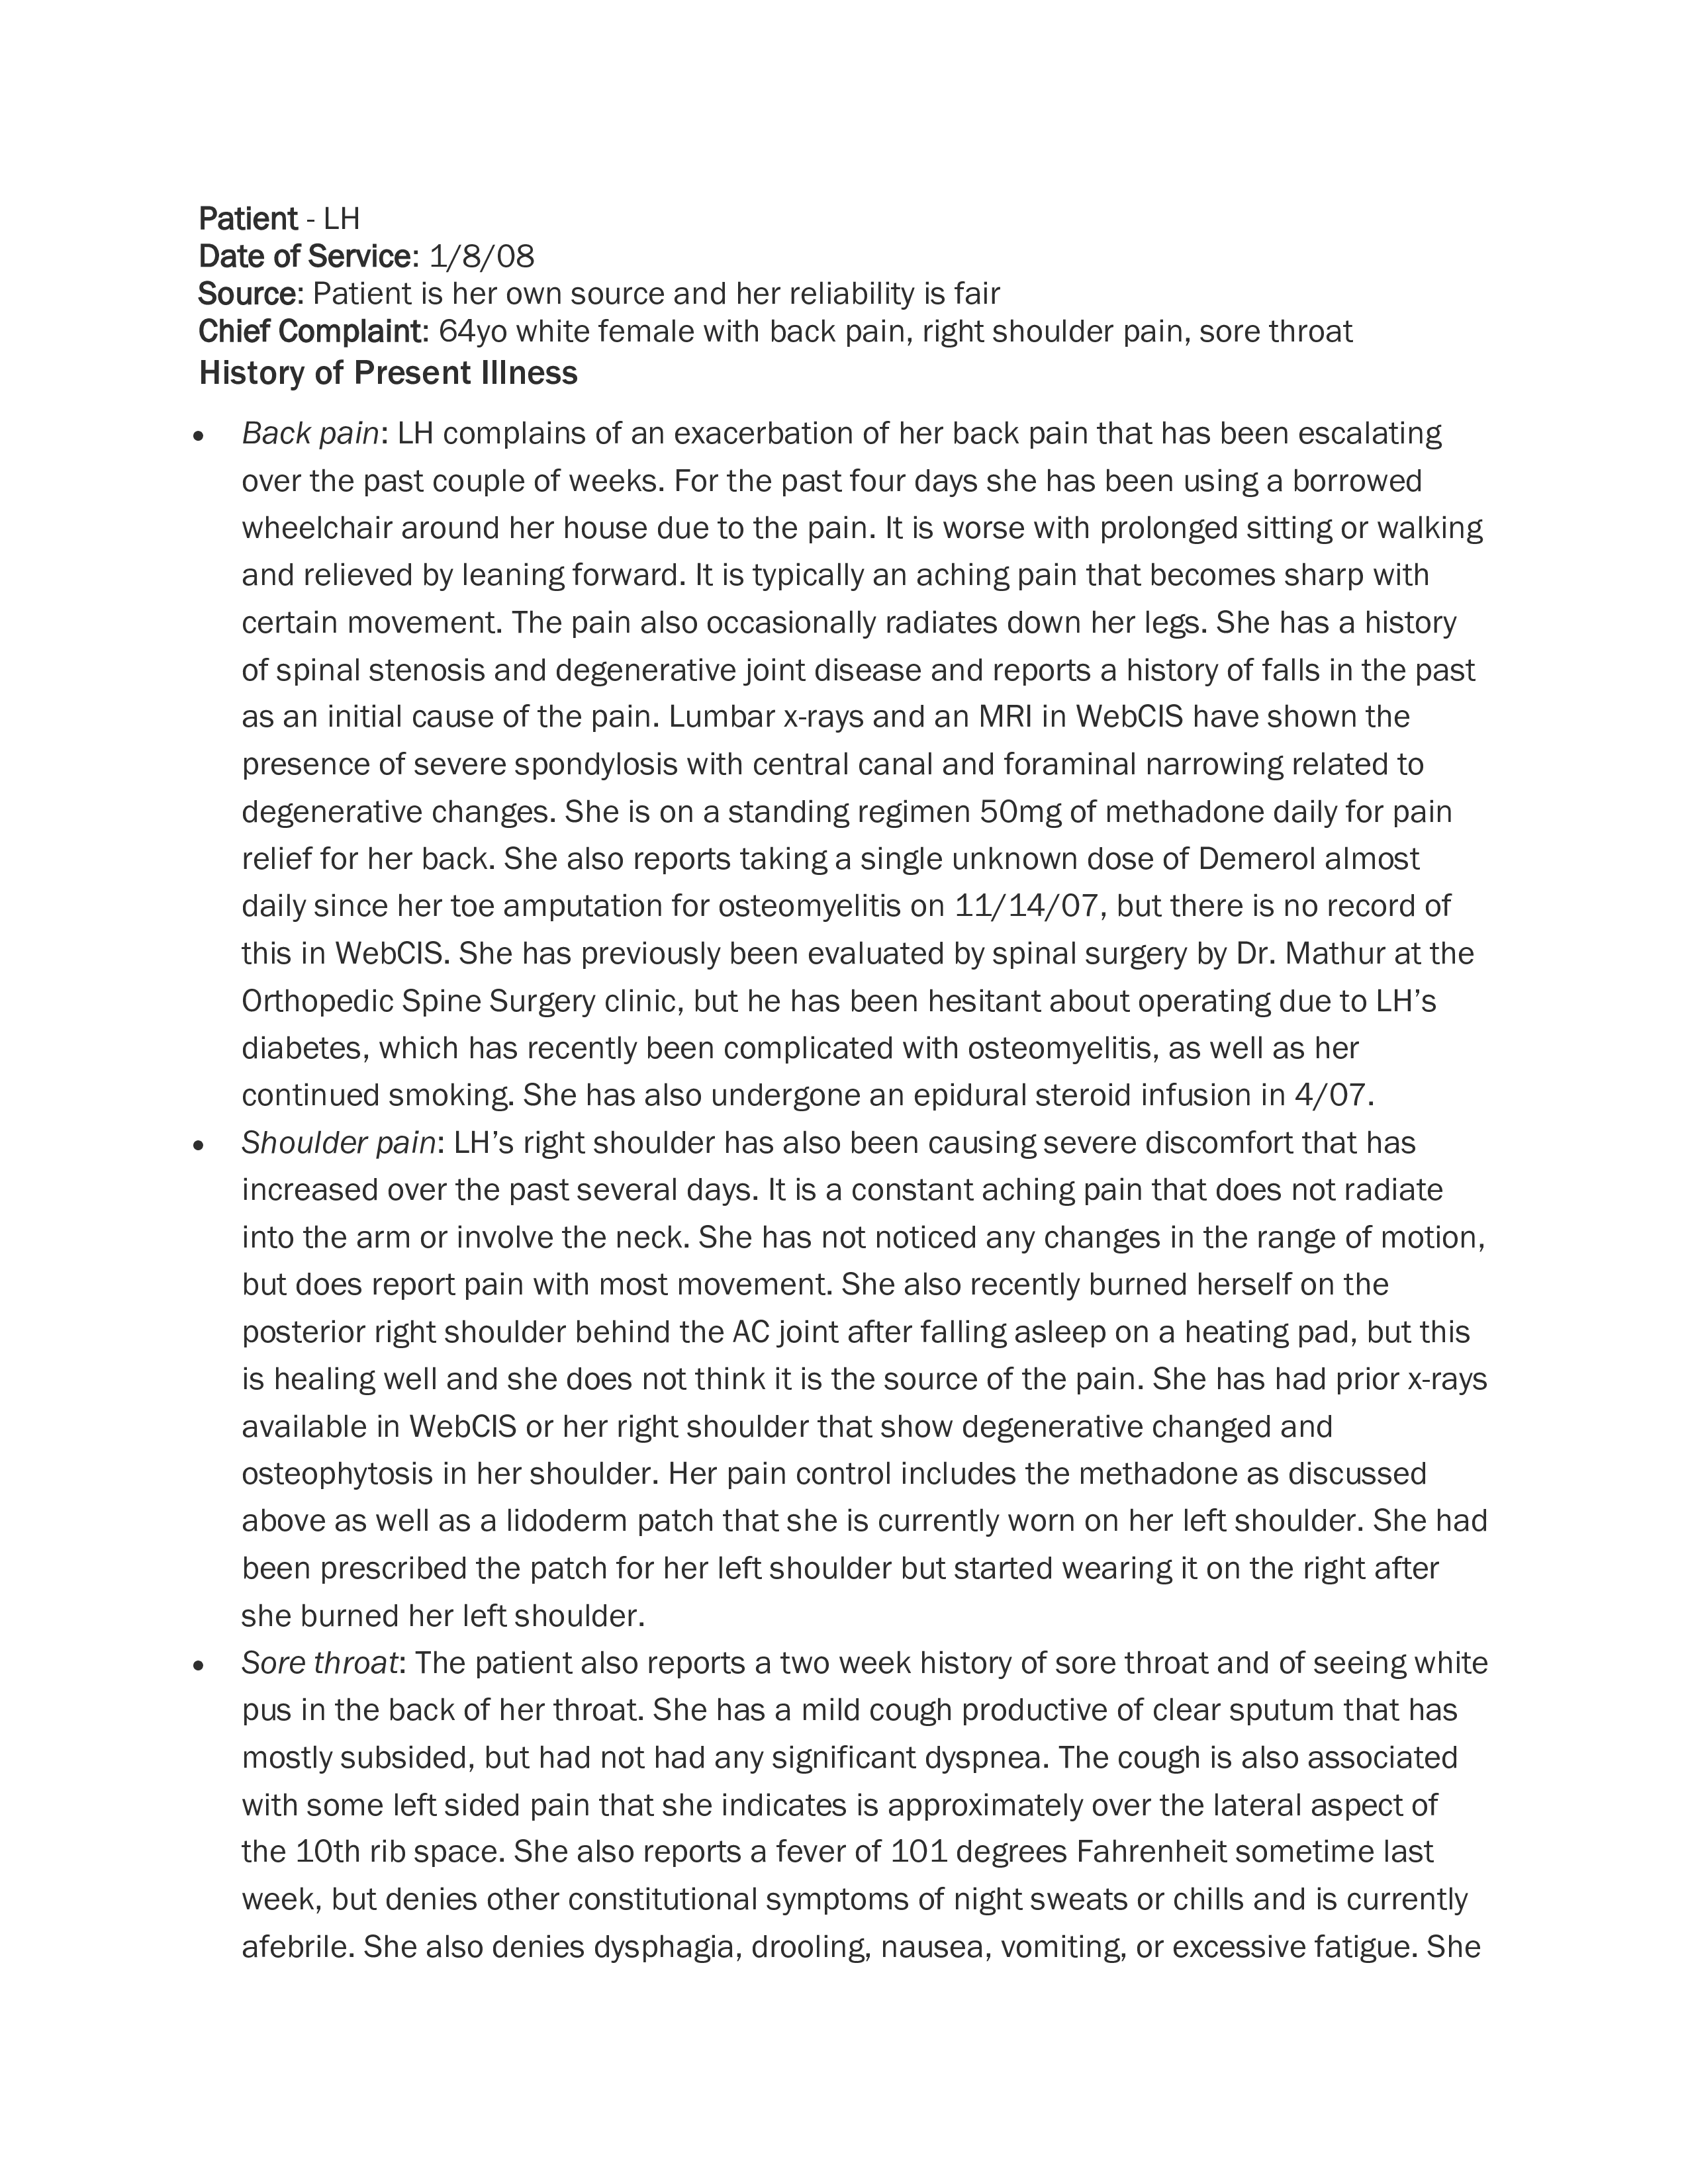 Patient - LH
Date of Service: 1/8/08
Source: Patient is her own source and her reliability is fair
Chief Complaint: 64yo white female with back pain, right shoulder pain, sore throat
History of Present Illness
• Back pain: LH complains of an exacerbation of her back pain that has been escalating
over the past couple of weeks. For the past four days she has been using a borrowed
wheelchair around her house due to the pain. It is worse with prolonged sitting or walking
and relieved by leaning forward. It is typically an aching pain that becomes sharp with
certain movement. The pain also occasionally radiates down her legs. She has a history
of spinal stenosis and degenerative joint disease and reports a history of falls in the past
as an initial cause of the pain. Lumbar x-rays and an MRI in WebCIS have shown the
presence of severe spondylosis with central canal and foraminal narrowing related to
degenerative changes. She is on a standing regimen 50mg of methadone daily for pain
relief for her back. She also reports taking a single unknown dose of Demerol almost
daily since her toe amputation for osteomyelitis on 11/14/07, but there is no record of
this in WebCIS. She has previously been evaluated by spinal surgery by Dr. Mathur at the
Orthopedic Spine Surgery clinic, but he has been hesitant about operating due to LH’s
diabetes, which has recently been complicated with osteomyelitis, as well as her
continued smoking. She has also undergone an epidural steroid infusion in 4/07.
• Shoulder pain: LH’s right shoulder has also been causing severe discomfort that has
increased over the past several days. It is a constant aching pain that does not radiate
into the arm or involve the neck. She has not noticed any changes in the range of motion,
but does report pain with most movement. She also recently burned herself on the
posterior right shoulder behind the AC joint after falling asleep on a heating pad, but this
is healing well and she does not think it is the source of the pain. She has had prior x-rays
available in WebCIS or her right shoulder that show degenerative changed and
osteophytosis in her shoulder. Her pain control includes the methadone as discussed
above as well as a lidoderm patch that she is currently worn on her left shoulder. She had
been prescribed the patch for her left shoulder but started wearing it on the right after
she burned her left shoulder.
• Sore throat: The patient also reports a two week history of sore throat and of seeing white
pus in the back of her throat. She has a mild cough productive of clear sputum that has
mostly subsided, but had not had any significant dyspnea. The cough is also associated
with some left sided pain that she indicates is approximately over the lateral aspect of
the 10th rib space. She also reports a fever of 101 degrees Fahrenheit sometime last
week, but denies other constitutional symptoms of night sweats or chills and is currently
afebrile. She also denies dysphagia, drooling, nausea, vomiting, or excessive fatigue. She